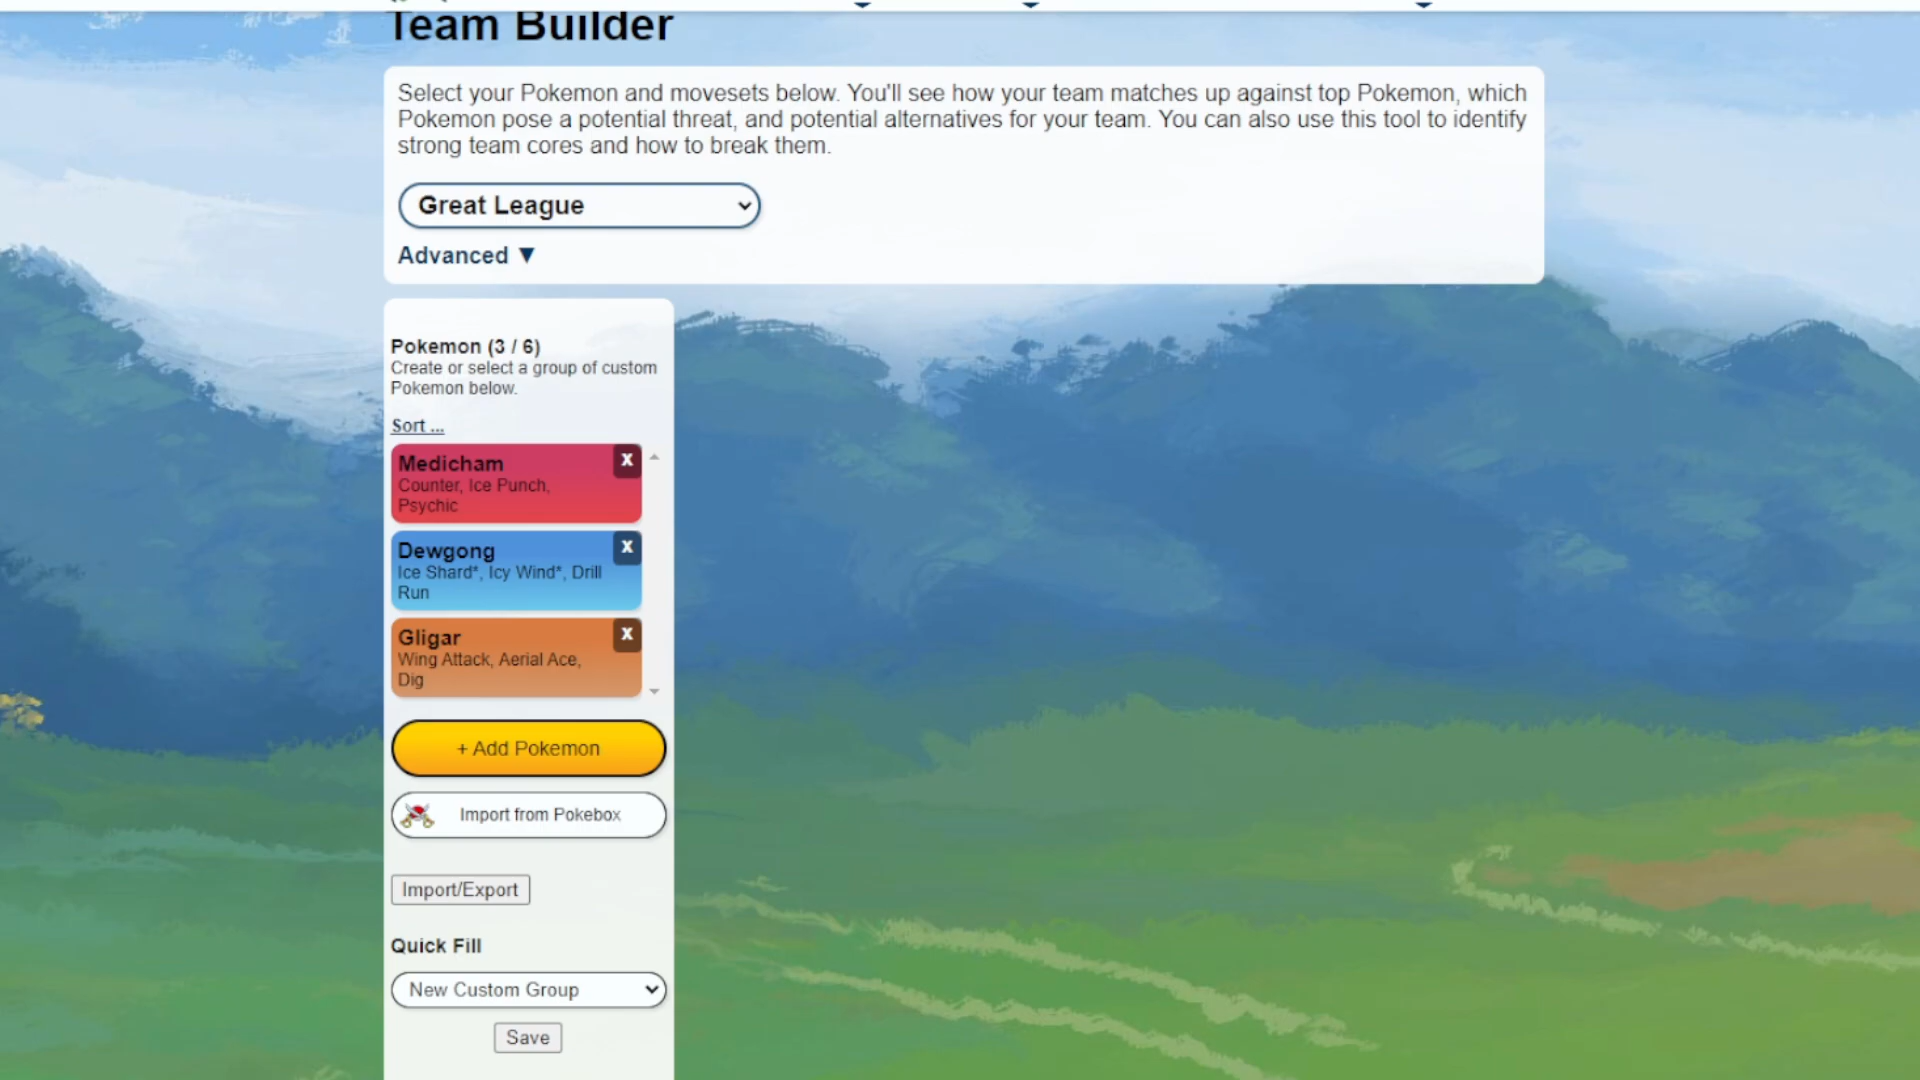 Team Builder
Select your Pokemon and movesets below. You'll see how your team matches up against top Pokemon, which
Pokemon pose a potential threat, and potential alternatives for your team. You can also use this tool to identify
strong team cores and how to break them.
Great League
Advanced ▼
Pokemon (3 / 6)
Create or select a group of custom
Pokemon below.
Sort ...
Medicham
X
Counter, Ice Punch,
Psychic
Dewgong
X
Ice Shard*, Icy Wind*, Drill
Run
Gligar
X
Wing Attack, Aerial Ace,
Dig
+ Add Pokemon
Import from Pokebox
Import/Export
Quick Fill
New Custom Group
Save